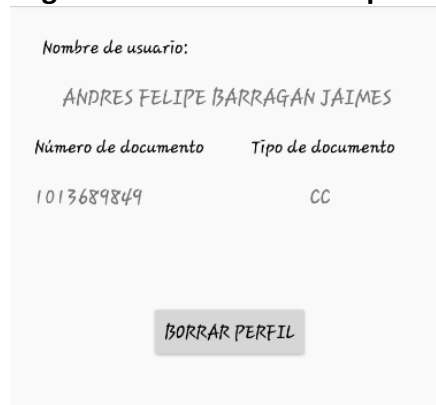 Nombre de usuario:
ANDRES FELIPE BARRAGAN JAIMES
Número de documento Tipo de documento
1013689849 CC
BORRAR PERFIL